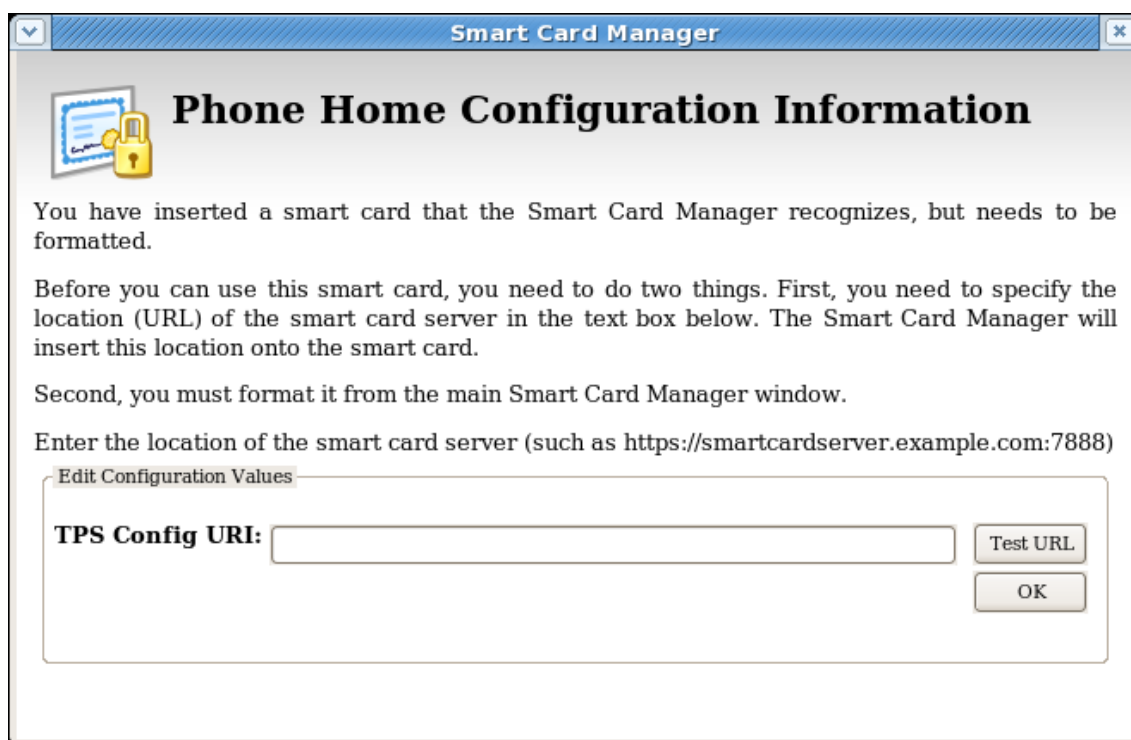 Smart Card Manager
Phone Home Configuration Information
You have inserted a smart card that the Smart Card Manager recognizes, but needs to be
formatted.
Before you can use this smart card, you need to do two things. First, you need to specify the
location (URL) of the smart card server in the text box below. The Smart Card Manager will
insert this location onto the smart card.
Second, you must format it from the main Smart Card Manager window.
Enter the location of the smart card server (such as https://smartcardserver.example.com:7888)
Edit Configuration Values
TPS Config URI:
Test URL
OK